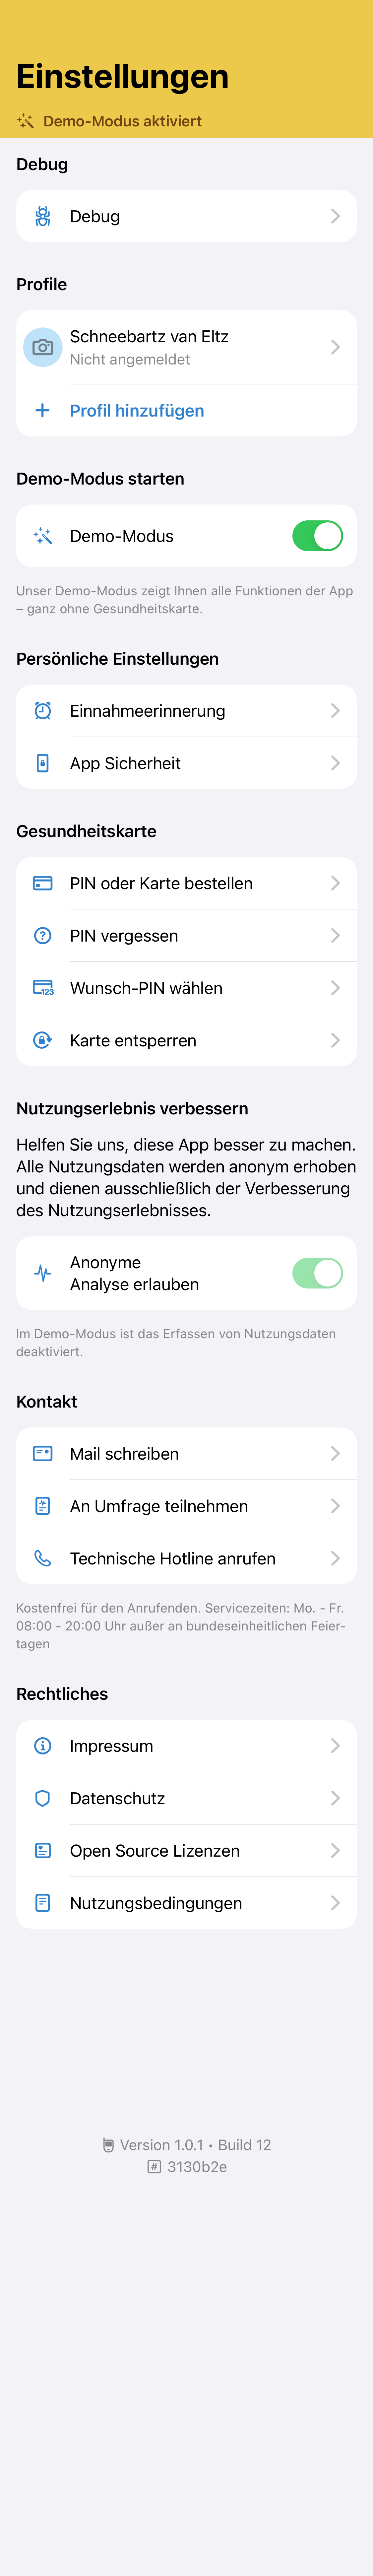 Einstellungen
Demo-Modus aktiviert
Debug
Debug
Profile
Schneebartz van Eltz
Nicht angemeldet
Profil hinzufügen
Demo-Modus starten
Demo-Modus
Unser Demo-Modus zeigt Ihnen alle Funktionen der App
– ganz ohne Gesundheitskarte.
Persönliche Einstellungen
Einnahmeerinnerung
App Sicherheit
Gesundheitskarte
PIN oder Karte bestellen
PIN vergessen
Wunsch-PIN wählen
Karte entsperren
Nutzungserlebnis verbessern
Helfen Sie uns, diese App besser zu machen.
Alle Nutzungsdaten werden anonym erhoben
und dienen ausschließlich der Verbesserung
des Nutzungserlebnisses.
Anonyme
Analyse erlauben
Im Demo-Modus ist das Erfassen von Nutzungsdaten
deaktiviert.
Kontakt
Mail schreiben
An Umfrage teilnehmen
Technische Hotline anrufen
Kostenfrei für den Anrufenden. Servicezeiten: Mo. - Fr.
08:00 - 20:00 Uhr außer an bundeseinheitlichen Feier-
tagen
Rechtliches
Impressum
Datenschutz
Open Source Lizenzen
Nutzungsbedingungen
Version 1.0.1 • Build 12
# 3130b2e